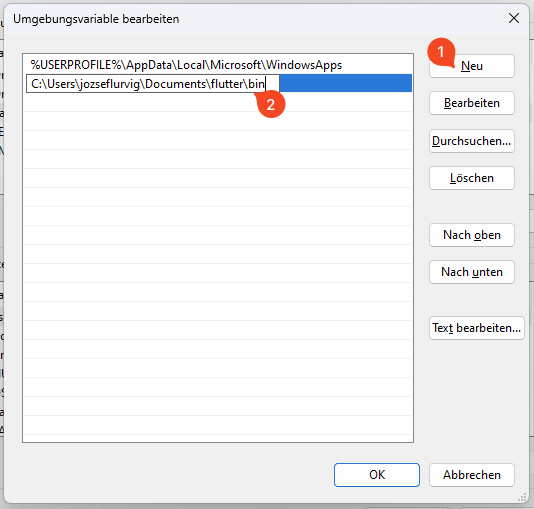 Umgebungsvariable bearbeiten
%USERPROFILE%\AppData\Local\Microsoft\WindowsApps
C:\Users\jozseflurvig\Documents\flutter\bin
1
2
Neu
Bearbeiten
Durchsuchen...
Löschen
Nach oben
Nach unten
Text bearbeiten...
OK
Abbrechen